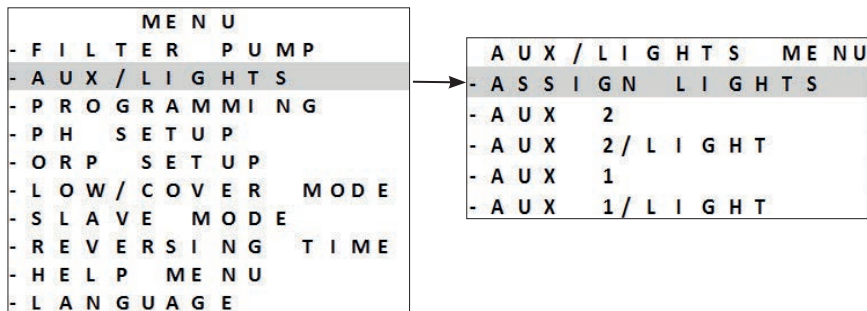 MENU
- FILTER PUMP
- AUX/LIGHTS
- PROGRAMMING
- PH SETUP
- ORP SETUP
- LOW/COVER MODE
- SLAVE MODE
- REVERSING TIME
- HELP MENU
- LANGUAGE
AUX/LIGHTS MENU
- ASSIGN LIGHTS
- AUX 2
- AUX 2/LIGHT
- AUX 1
- AUX 1/LIGHT